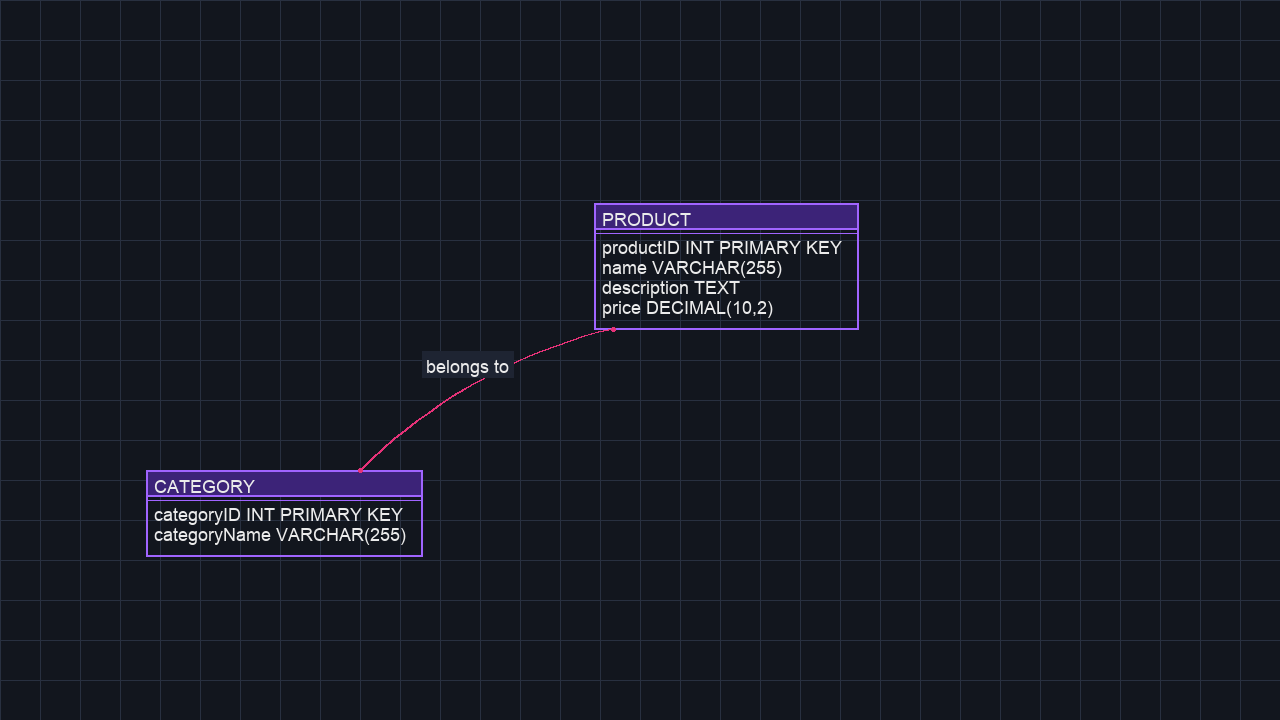 PRODUCT
productID INT PRIMARY KEY
name VARCHAR(255)
description TEXT
price DECIMAL(10,2)
belongs to
CATEGORY
categoryID INT PRIMARY KEY
categoryName VARCHAR(255)